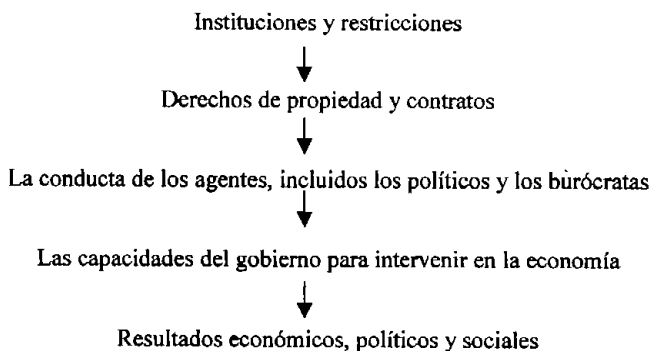 Instituciones y restricciones
Derechos de propiedad y contratos
La conducta de los agentes, incluidos los políticos y los burócratas
Las capacidades del gobierno para intervenir en la economía
Resultados económicos, políticos y sociales